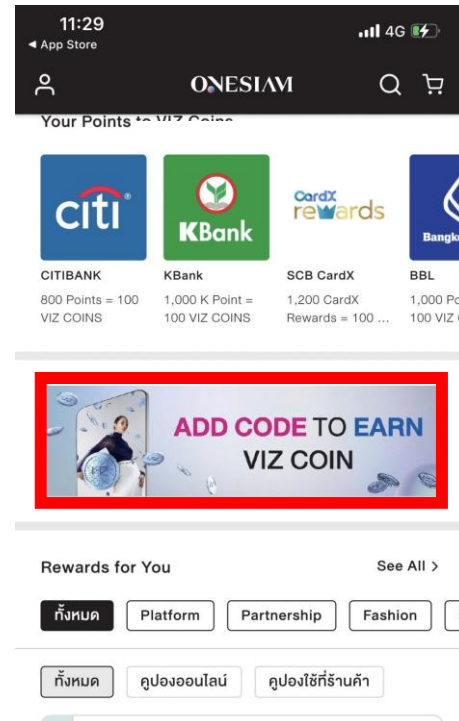 11:29
4G
◄ App Store
ONESIAM
Your Points to VIZ Coins
citi
KBank
CardX
rewards
CITIBANK
KBank
SCB CardX
BBL
800 Points = 100
VIZ COINS
1,000 K Point =
100 VIZ COINS
1,200 CardX
Rewards = 100 ...
1,000
100 VIZ
ADD CODE TO EARN
VIZ COIN
Rewards for You
See All >
ทั้งหมด
Platform
Partnership
Fashion
ทั้งหมด
คูปองออนไลน์
คูปองใช้ที่ร้านค้า